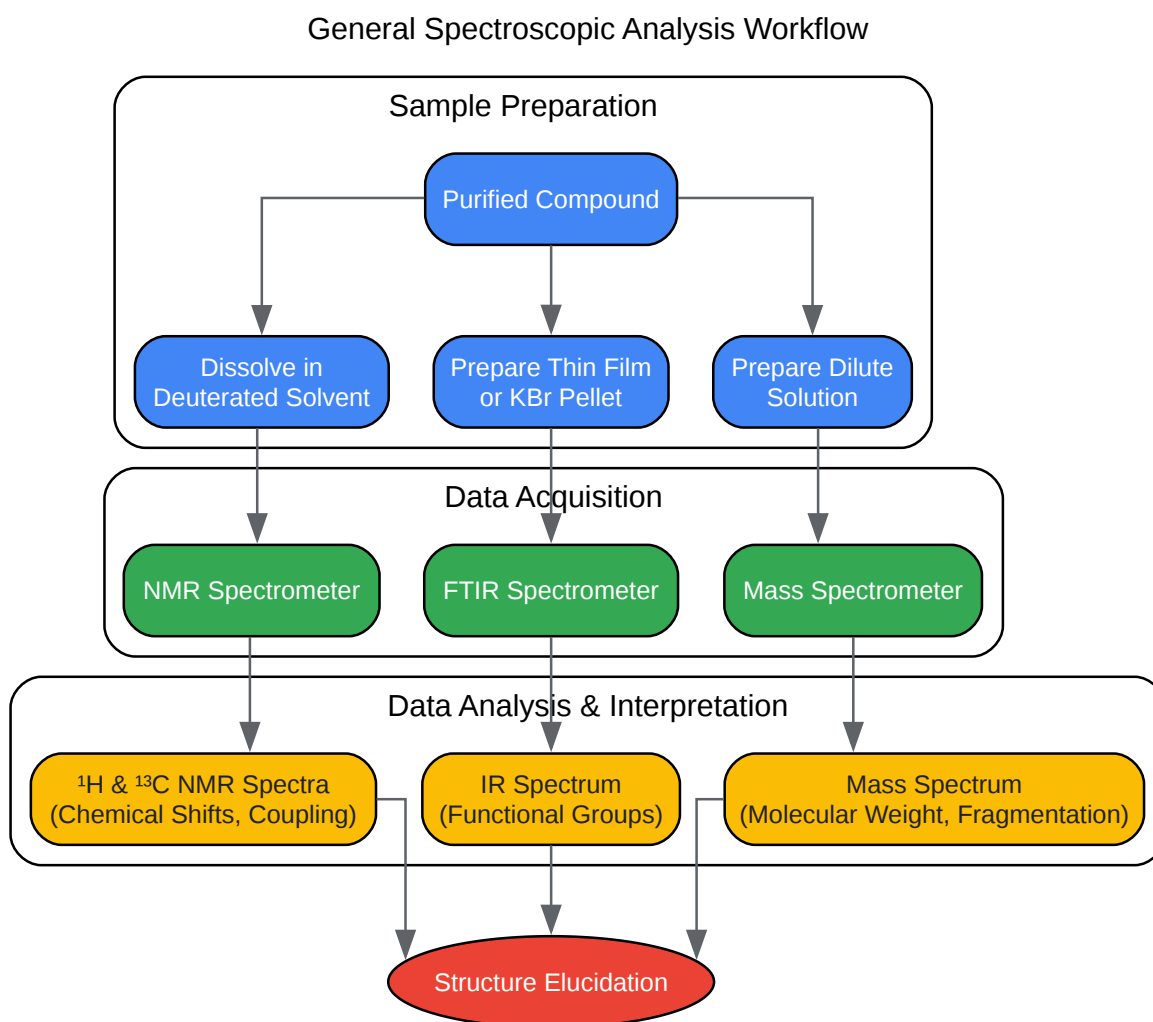 General Spectroscopic Analysis Workflow
Sample Preparation
Purified Compound
Dissolve in
Deuterated Solvent
Prepare Thin Film
or KBr Pellet
Prepare Dilute
Solution
Data Acquisition
NMR Spectrometer
FTIR Spectrometer
Mass Spectrometer
Data Analysis & Interpretation
¹H & ¹³C NMR Spectra
(Chemical Shifts, Coupling)
IR Spectrum
(Functional Groups)
Mass Spectrum
(Molecular Weight, Fragmentation)
Structure Elucidation